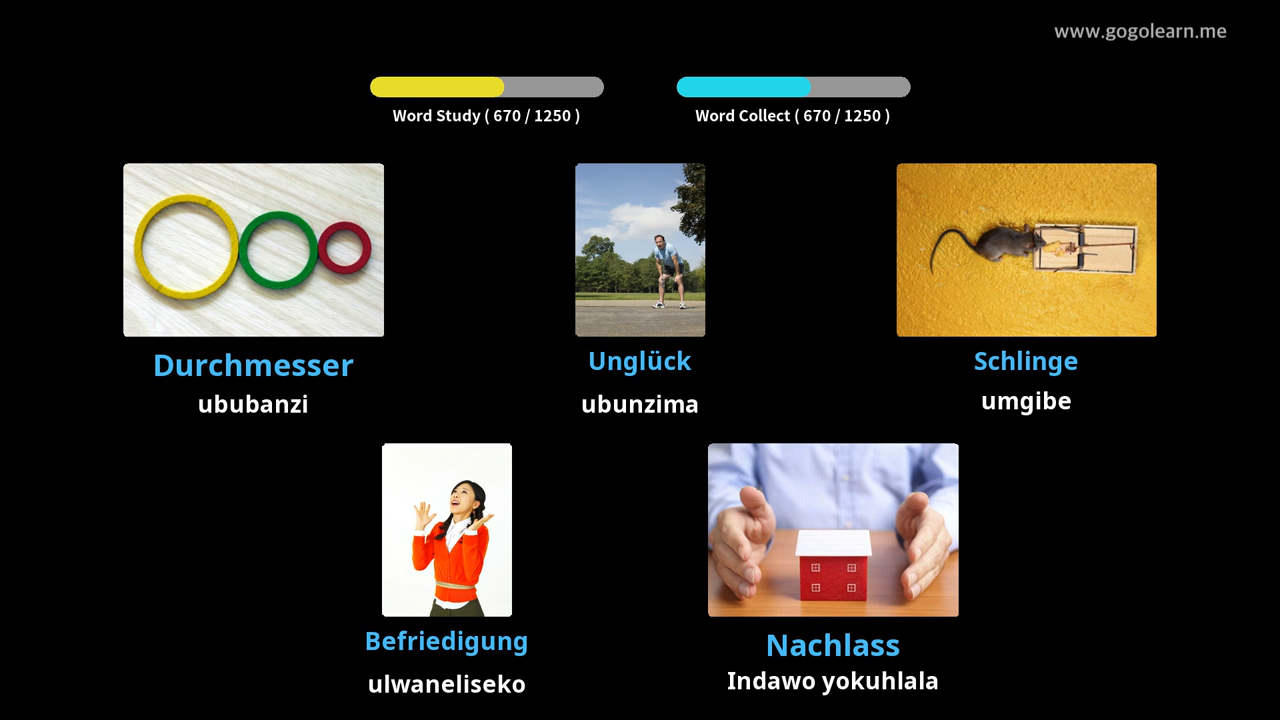 www.gogolearn.me
Word Study ( 670 / 1250 )
Word Collect ( 670 / 1250 )
Durchmesser
ububanzi
Unglück
ubunzima
Schlinge
umgibe
Befriedigung
ulwaneliseko
Nachlass
Indawo yokuhlala